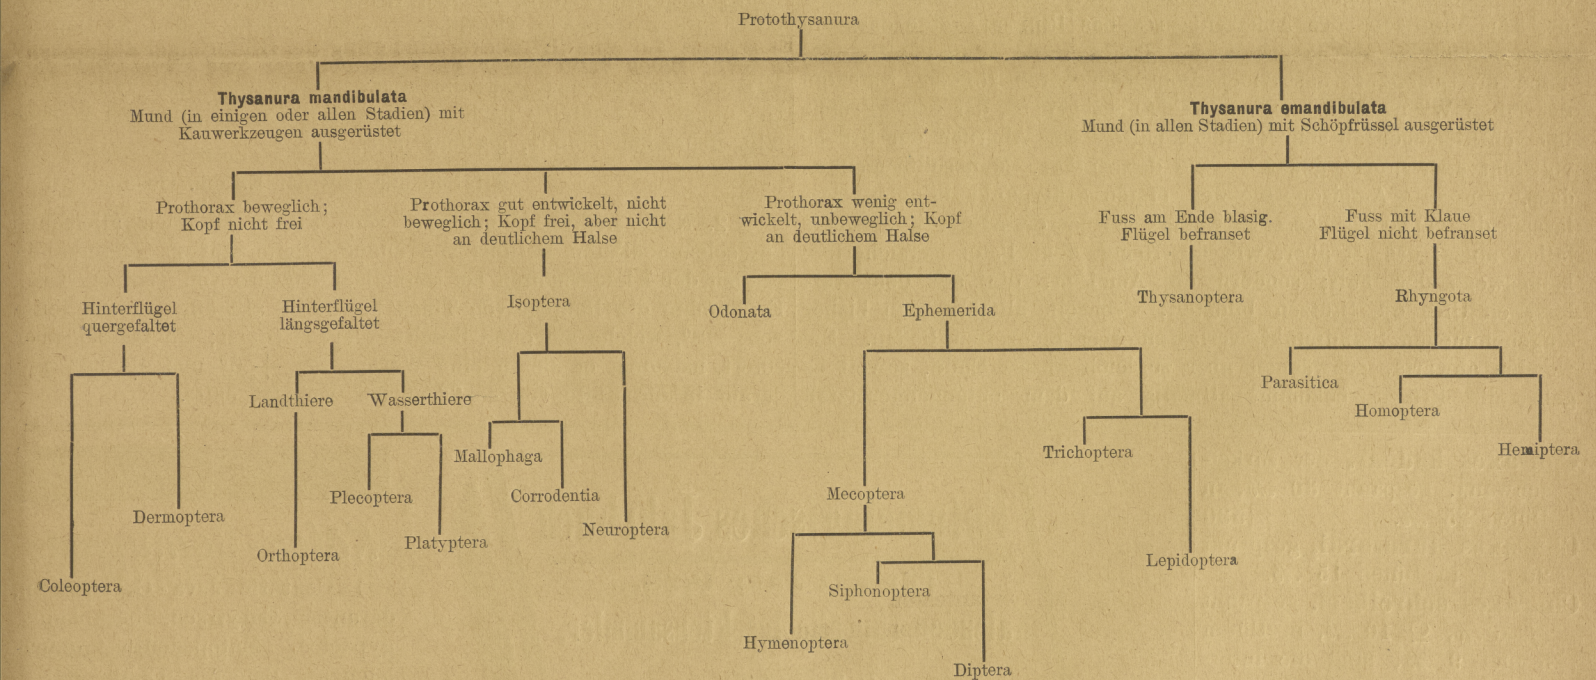 Protothysanura
Thysanura mandibulata
Mund (in einigen oder allen Stadien) mit
Kauwerkzeugen ausgerüstet
Thysanura emandibulata
Mund (in allen Stadien) mit Schöpfrüssel ausgerüstet
Prothorax beweglich;
Kopf nicht frei
Prothorax gut entwickelt, nicht
beweglich; Kopf frei, aber nicht
an deutlichem Halse
Prothorax wenig ent-
wickelt, unbeweglich; Kopf
an deutlichem Halse
Fuss am Ende blasig.
Flügel befranset
Fuss mit Klaue
Flügel nicht befranset
Hinterflügel
quergefaltet
Hinterflügel
längsgefaltet
Isoptera
Odonata
Ephemerida
Thysanoptera
Rhyngota
Landthiere
Wasserthiere
Parasitica
Homoptera
Hemiptera
Mallophaga
Corrodentia
Neuroptera
Trichoptera
Plecoptera
Platyptera
Mecoptera
Dermoptera
Orthoptera
Lepidoptera
Coleoptera
Siphonoptera
Hymenoptera
Diptera